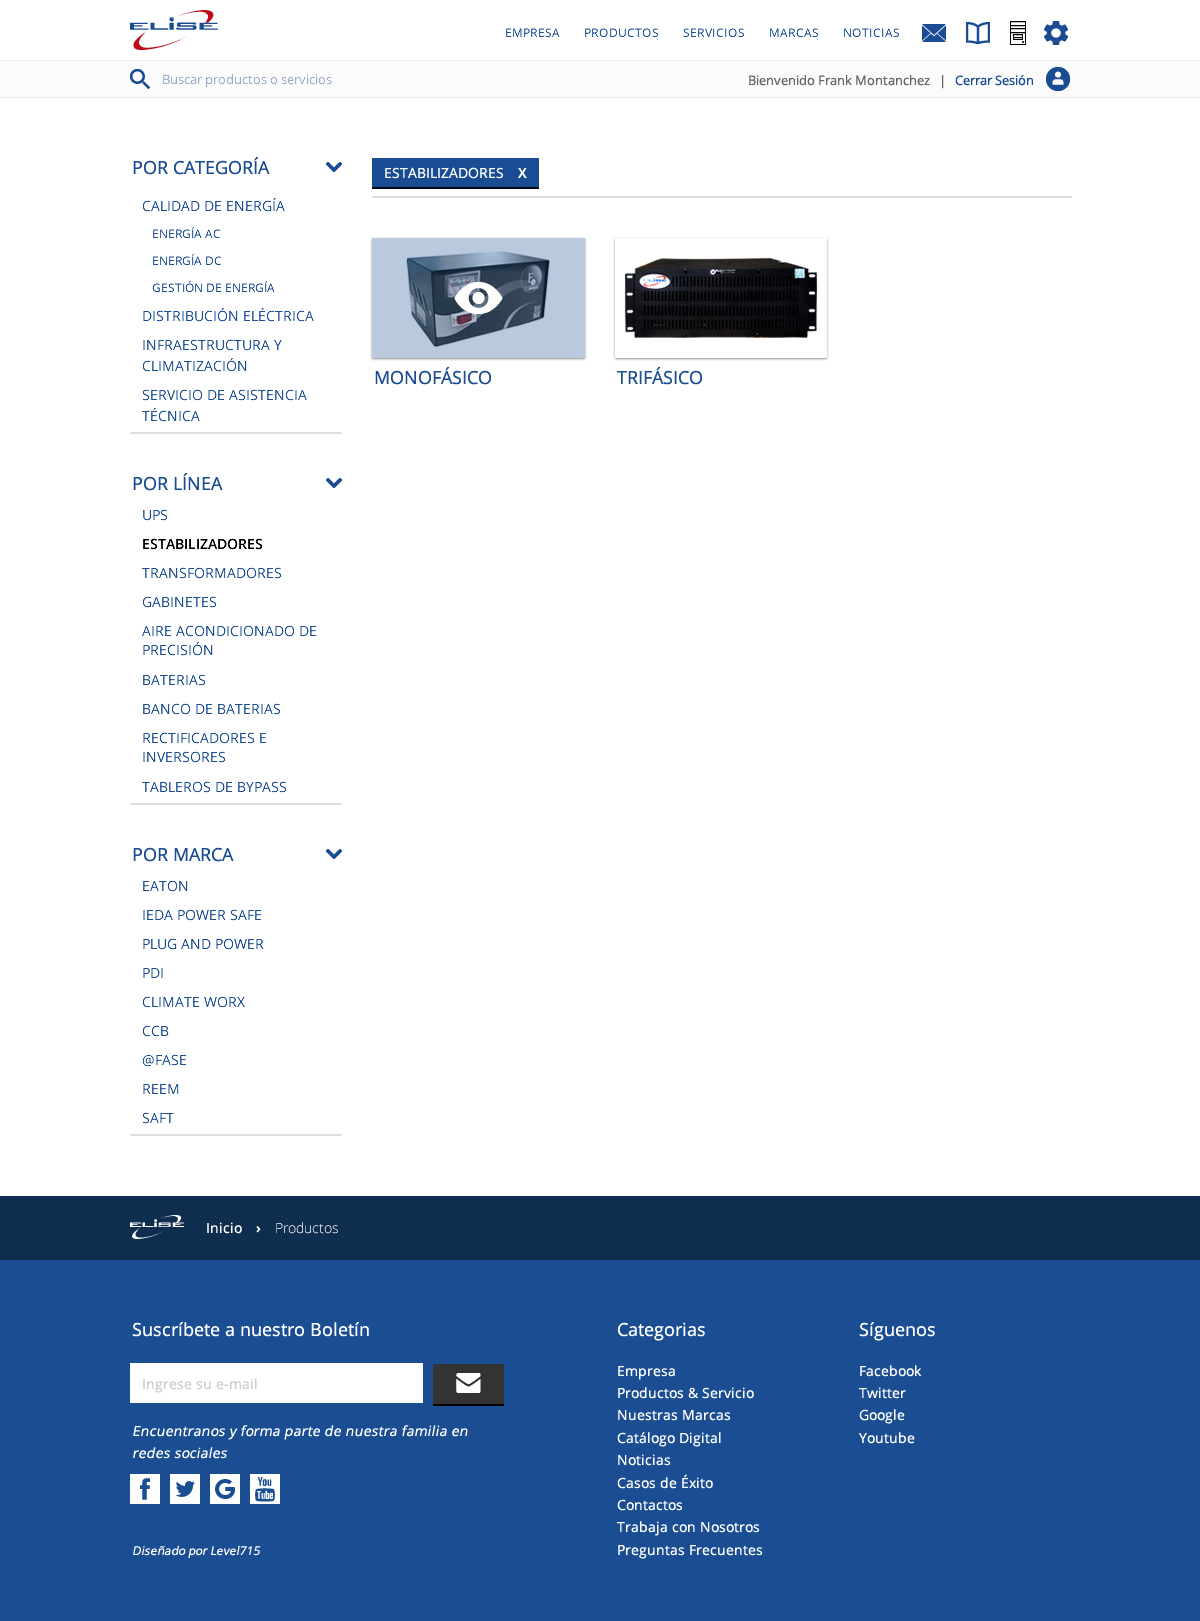 ELISE
EMPRESA PRODUCTOS SERVICIOS MARCAS NOTICIAS
Buscar productos o servicios
Bienvenido Frank Montanchez | Cerrar Sesión
POR CATEGORÍA
CALIDAD DE ENERGÍA
ENERGÍA AC
ENERGÍA DC
GESTIÓN DE ENERGÍA
DISTRIBUCIÓN ELÉCTRICA
INFRAESTRUCTURA Y
CLIMATIZACIÓN
SERVICIO DE ASISTENCIA
TÉCNICA
POR LÍNEA
UPS
ESTABILIZADORES
TRANSFORMADORES
GABINETES
AIRE ACONDICIONADO DE
PRECISIÓN
BATERIAS
BANCO DE BATERIAS
RECTIFICADORES E
INVERSORES
TABLEROS DE BYPASS
POR MARCA
EATON
IEDA POWER SAFE
PLUG AND POWER
PDI
CLIMATE WORX
CCB
@FASE
REEM
SAFT
ESTABILIZADORES X
ELISE
MONOFÁSICO
TRIFÁSICO
ELISE
Inicio › Productos
Suscríbete a nuestro Boletín
Ingrese su e-mail
Encuentranos y forma parte de nuestra familia en
redes sociales
You
Tube
Diseñado por Level715
Categorias
Empresa
Productos & Servicio
Nuestras Marcas
Catálogo Digital
Noticias
Casos de Éxito
Contactos
Trabaja con Nosotros
Preguntas Frecuentes
Síguenos
Facebook
Twitter
Google
Youtube